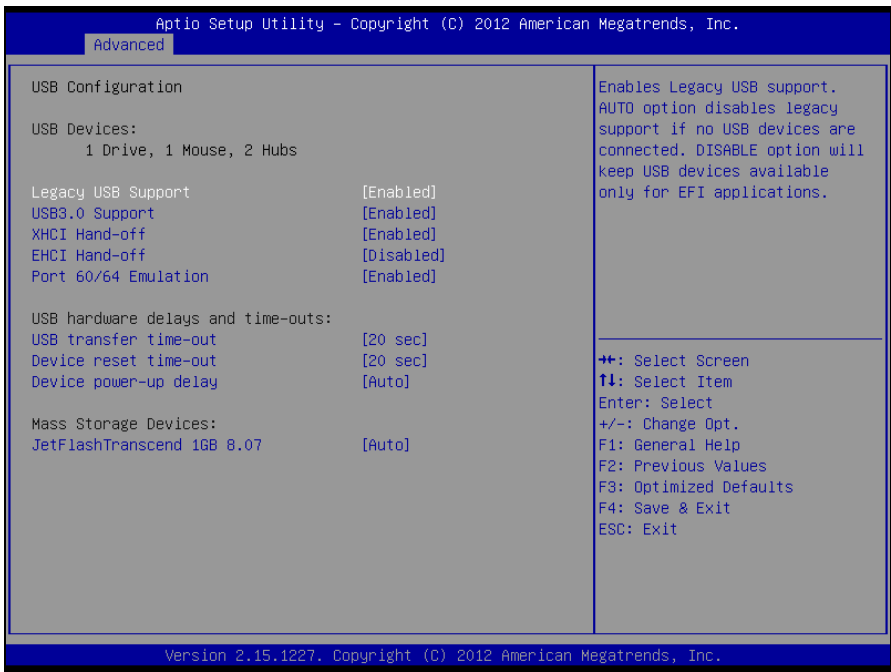 Aptio Setup Utility – Copyright (C) 2012 American Megatrends, Inc.
Advanced
USB Configuration
USB Devices:
1 Drive, 1 Mouse, 2 Hubs
Legacy USB Support [Enabled]
USB3.0 Support [Enabled]
XHCI Hand-off [Enabled]
EHCI Hand-off [Disabled]
Port 60/64 Emulation [Enabled]
USB hardware delays and time-outs:
USB transfer time-out [20 sec]
Device reset time-out [20 sec]
Device power-up delay [Auto]
Mass Storage Devices:
JetFlashTranscend 1GB 8.07 [Auto]
Enables Legacy USB support.
AUTO option disables legacy
support if no USB devices are
connected. DISABLE option will
keep USB devices available
only for EFI applications.
→←: Select Screen
↑↓: Select Item
Enter: Select
+/-: Change Opt.
F1: General Help
F2: Previous Values
F3: Optimized Defaults
F4: Save & Exit
ESC: Exit
Version 2.15.1227. Copyright (C) 2012 American Megatrends, Inc.